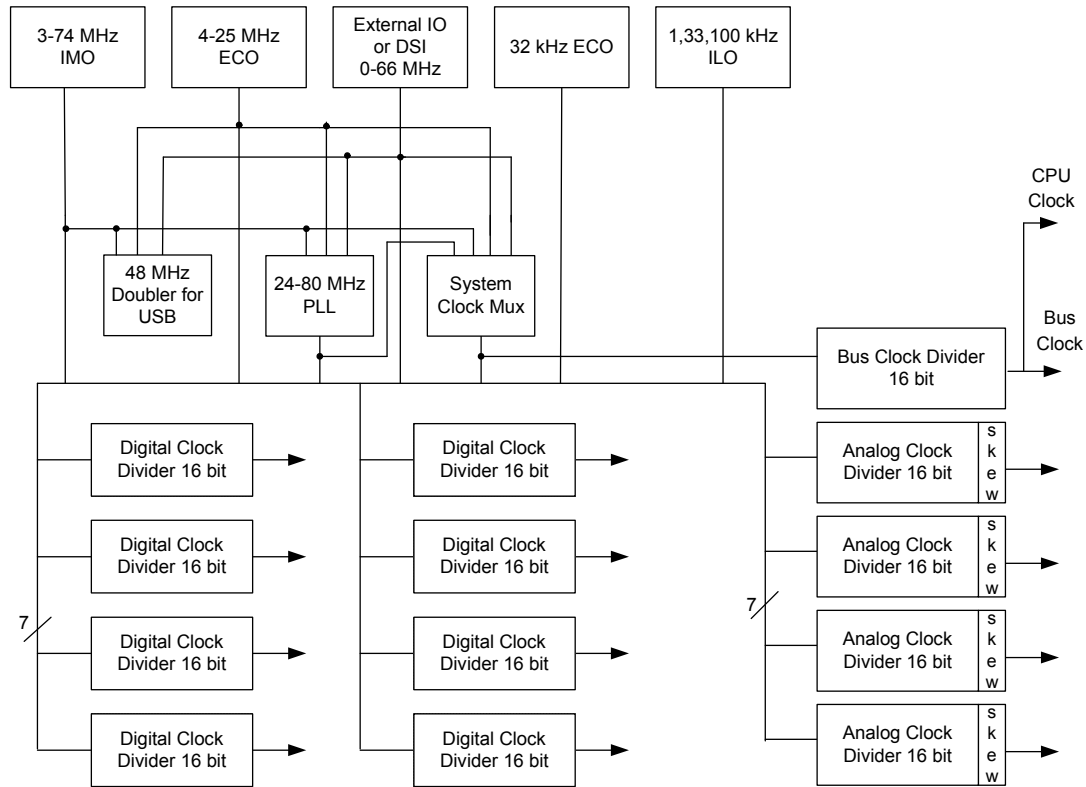 3-74 MHz
IMO
4-25 MHz
ECO
External IO
or DSI
0-66 MHz
32 kHz ECO
1,33,100 kHz
ILO
CPU
Clock
48 MHz
Doubler for
USB
24-80 MHz
PLL
System
Clock Mux
Bus
Clock
Bus Clock Divider
16 bit
Digital Clock
Divider 16 bit
Digital Clock
Divider 16 bit
Analog Clock
Divider 16 bit
s
k
e
w
Digital Clock
Divider 16 bit
Digital Clock
Divider 16 bit
Analog Clock
Divider 16 bit
s
k
e
w
7
7
Digital Clock
Divider 16 bit
Digital Clock
Divider 16 bit
Analog Clock
Divider 16 bit
s
k
e
w
Digital Clock
Divider 16 bit
Digital Clock
Divider 16 bit
Analog Clock
Divider 16 bit
s
k
e
w